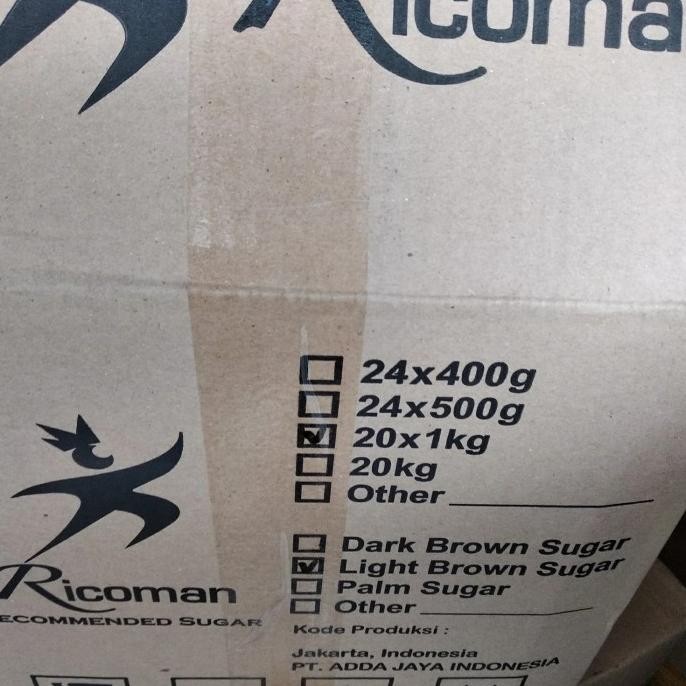 Ricoma
24x400g
24x500g
20x1kg
20kg
Other
Dark Brown Sugar
Light Brown Sugar
Palm Sugar
Other
Ricoman
ECOMMENDED SUGAR
Kode Produksi :
Jakarta, Indonesia
PT. ADDA JAYA INDONESIA